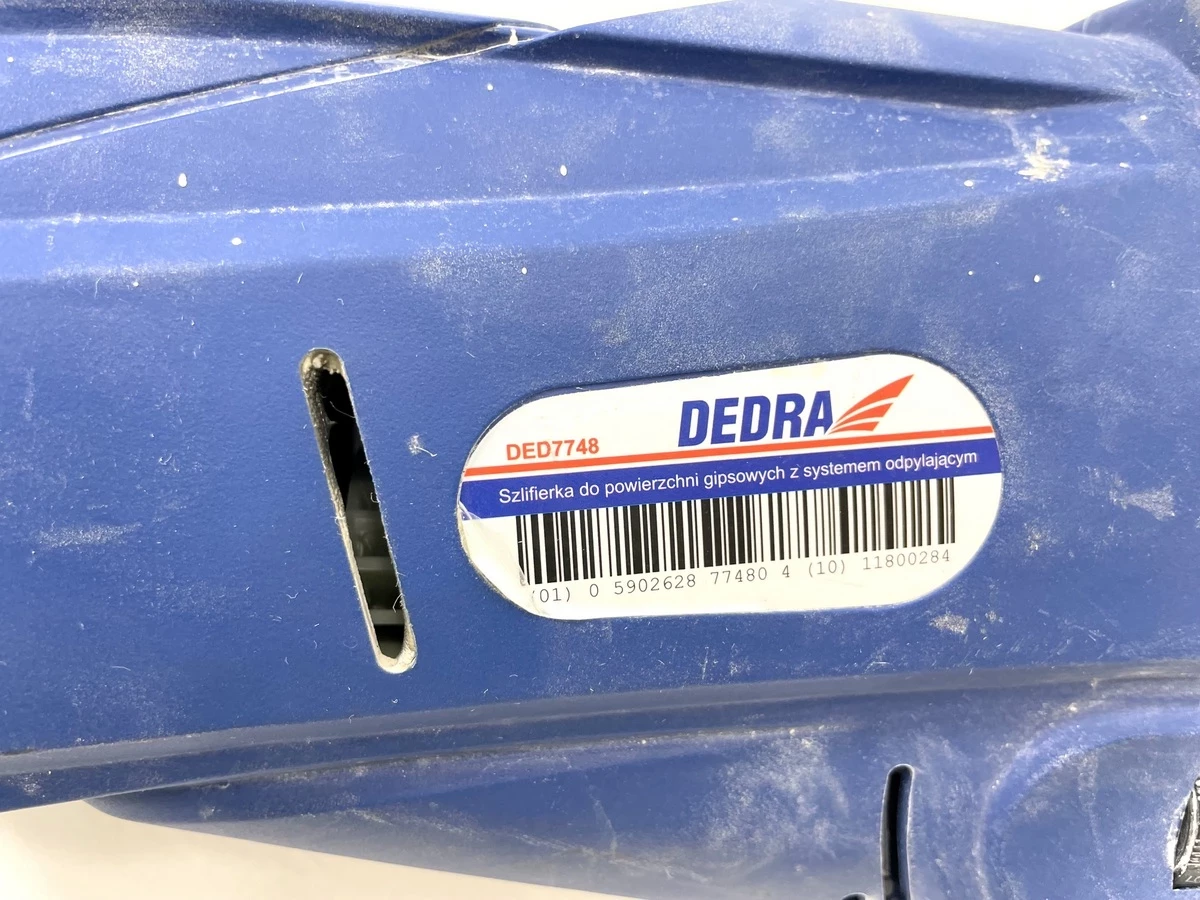 DEDRA
DED7748
Szlifierka do powierzchni gipsowych z systemem odpylającym
(01) 0 5902628 77480 4 (10) 11800284